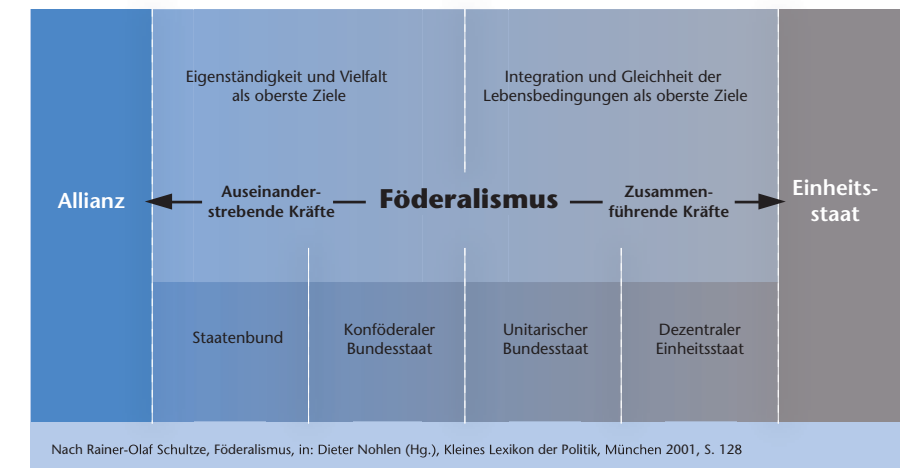 Eigenständigkeit und Vielfalt
als oberste Ziele
Integration und Gleichheit der
Lebensbedingungen als oberste Ziele
Allianz
Auseinander-
strebende Kräfte
Föderalismus
Zusammen-
führende Kräfte
Einheits-
staat
Staatenbund
Konföderaler
Bundesstaat
Unitarischer
Bundesstaat
Dezentraler
Einheitsstaat
Nach Rainer-Olaf Schultze, Föderalismus, in: Dieter Nohlen (Hg.), Kleines Lexikon der Politik, München 2001, S. 128